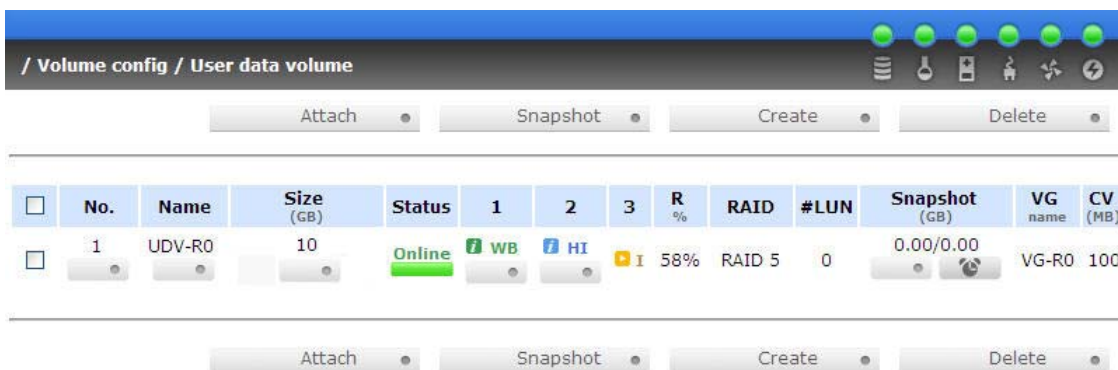 / Volume config / User data volume
Attach Snapshot Create Delete
No. Name Size (GB) Status 1 2 3 R % RAID #LUN Snapshot (GB) VG name CV (MB)
1 UDV-R0 10 Online i WB i HI I 58% RAID 5 0 0.00/0.00 VG-R0 100
Attach Snapshot Create Delete